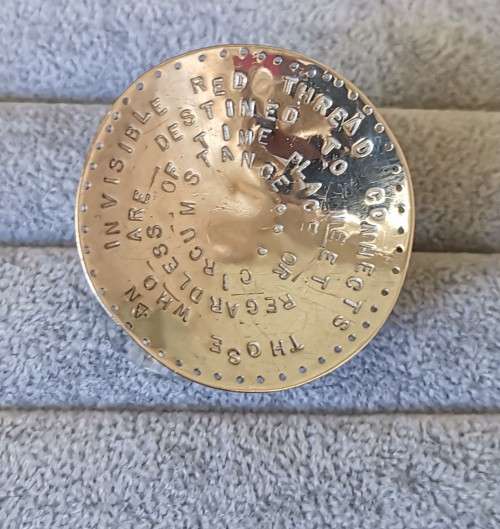 AN INVISIBLE RED THREAD CONNECTS THOSE
WHO ARE DESTINED TO MEET
REGARDLESS OF TIME PLACE OR
CIRCUMSTANCE...